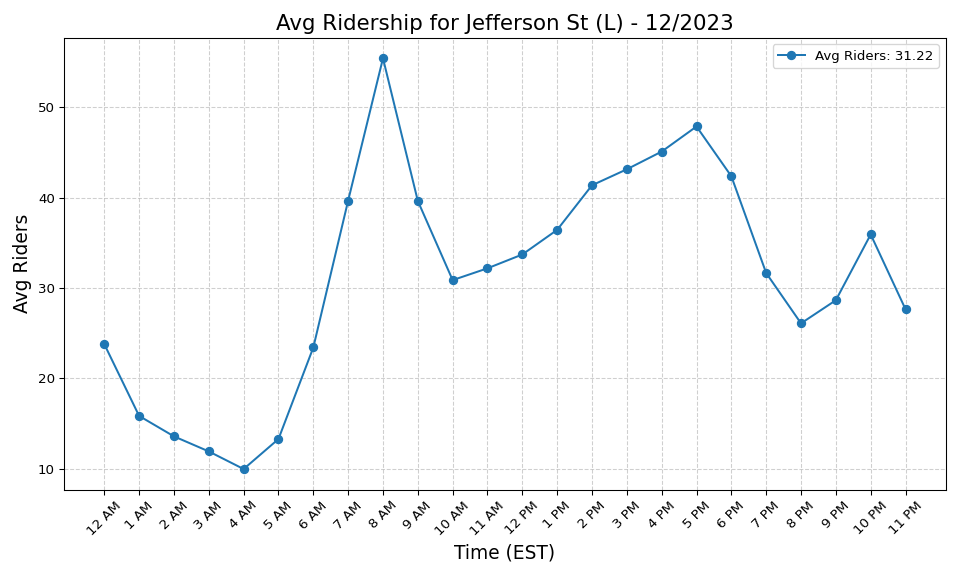 Avg Ridership for Jefferson St (L) - 12/2023
Avg Riders: 31.22
Avg Riders
50
40
30
20
10
12 AM
1 AM
2 AM
3 AM
4 AM
5 AM
6 AM
7 AM
8 AM
9 AM
10 AM
11 AM
12 PM
1 PM
2 PM
3 PM
4 PM
5 PM
6 PM
7 PM
8 PM
9 PM
10 PM
11 PM
Time (EST)